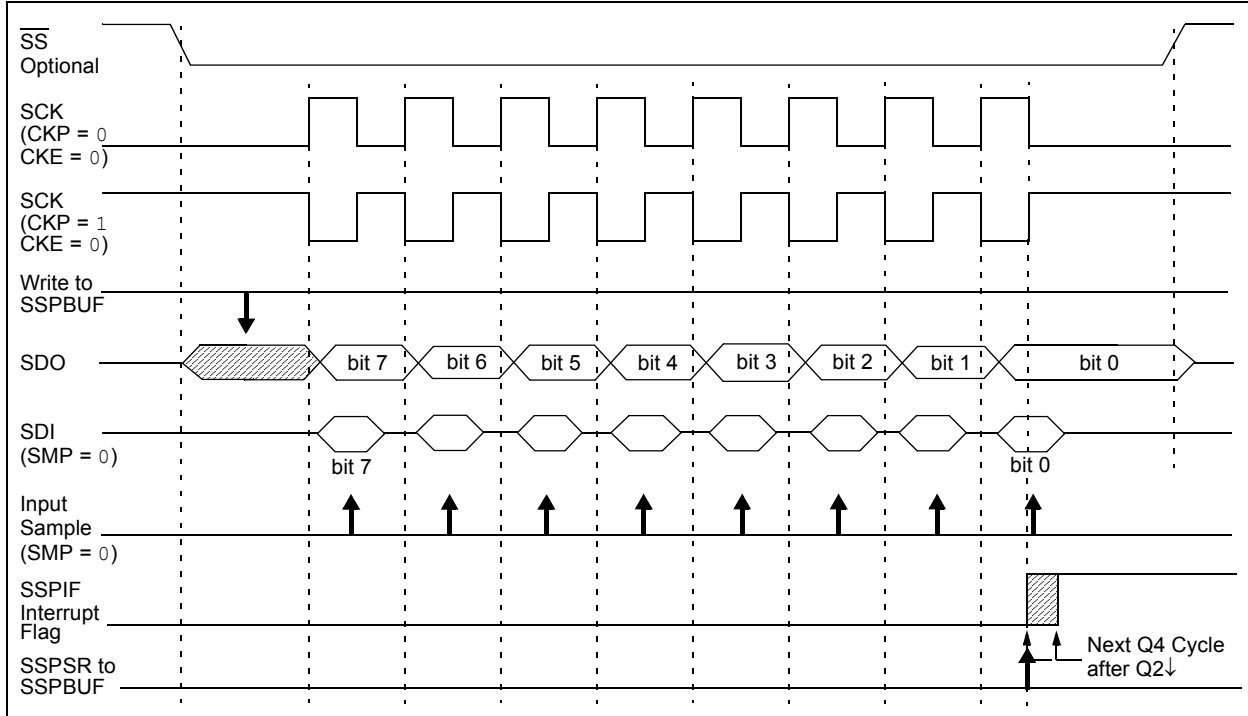 SS
Optional
SCK
(CKP = 0
CKE = 0)
SCK
(CKP = 1
CKE = 0)
Write to
SSPBUF
SDO
bit 7
bit 6
bit 5
bit 4
bit 3
bit 2
bit 1
bit 0
SDI
(SMP = 0)
bit 7
bit 0
Input
Sample
(SMP = 0)
SSPIF
Interrupt
Flag
Next Q4 Cycle
after Q2↓
SSPSR to
SSPBUF